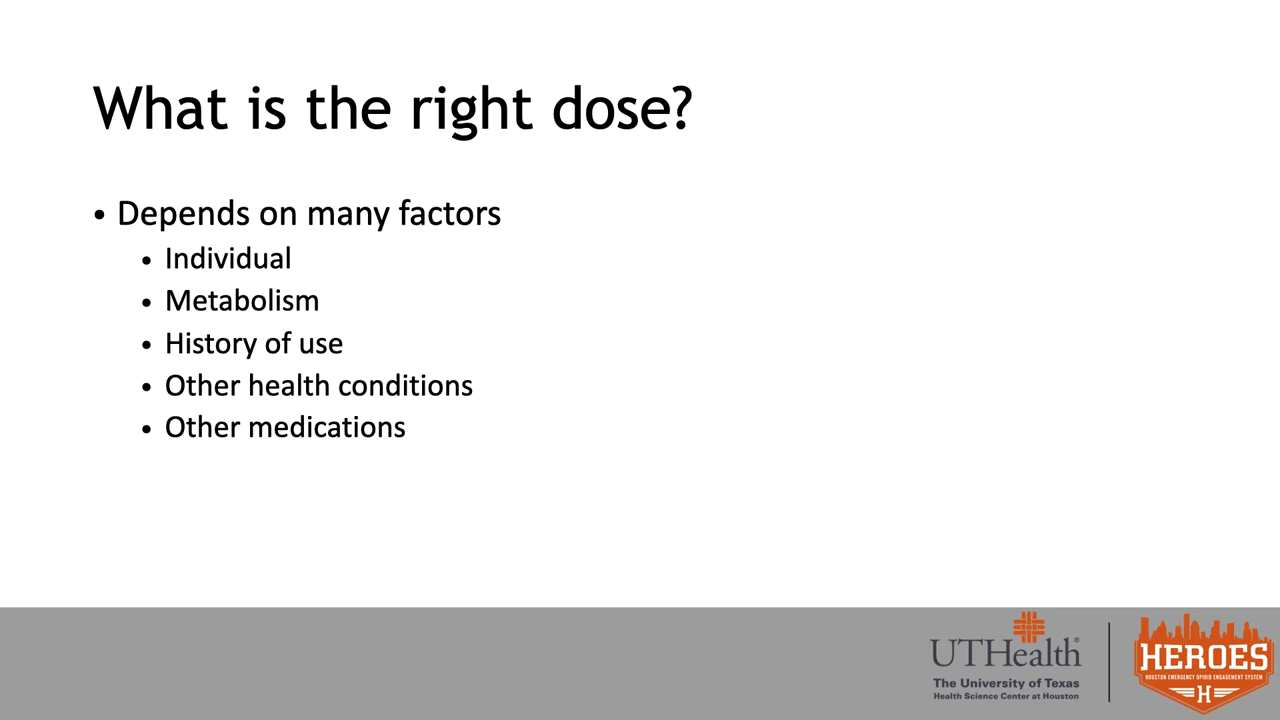 What is the right dose?
• Depends on many factors
• Individual
• Metabolism
• History of use
• Other health conditions
• Other medications
UTHealth®
The University of Texas
Health Science Center at Houston
HEROES
HOUSTON EMERGENCY OPIOID ENGAGEMENT SYSTEM
H